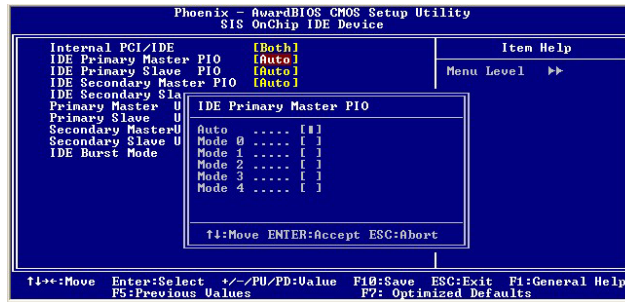 Phoenix - AwardBIOS CMOS Setup Utility
SIS OnChip IDE Device
Internal PCI/IDE [Both]
IDE Primary Master PIO [Auto]
IDE Primary Slave PIO [Auto]
IDE Secondary Master PIO [Auto]
IDE Secondary Sla
Primary Master U
Primary Slave U
Secondary MasterU
Secondary Slave U
IDE Burst Mode
Item Help
Menu Level ▸▸
IDE Primary Master PIO
Auto ..... [■]
Mode 0 ..... [ ]
Mode 1 ..... [ ]
Mode 2 ..... [ ]
Mode 3 ..... [ ]
Mode 4 ..... [ ]
↑↓:Move ENTER:Accept ESC:Abort
↑↓→←:Move Enter:Select +/-/PU/PD:Value F10:Save ESC:Exit F1:General Help
F5:Previous Values F7: Optimized Defaults